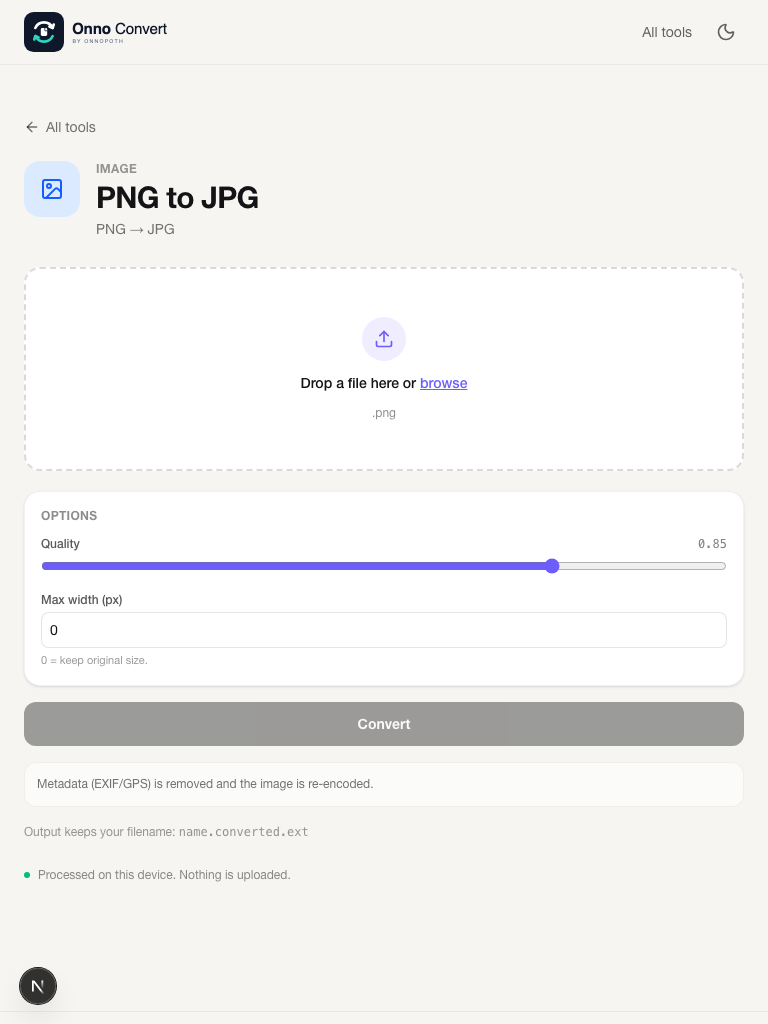 Onno Convert
BY ONNOPOTH
All tools
← All tools
IMAGE
PNG to JPG
PNG → JPG
Drop a file here or browse
.png
OPTIONS
Quality
0.85
Max width (px)
0
0 = keep original size.
Convert
Metadata (EXIF/GPS) is removed and the image is re-encoded.
Output keeps your filename: name.converted.ext
Processed on this device. Nothing is uploaded.
N